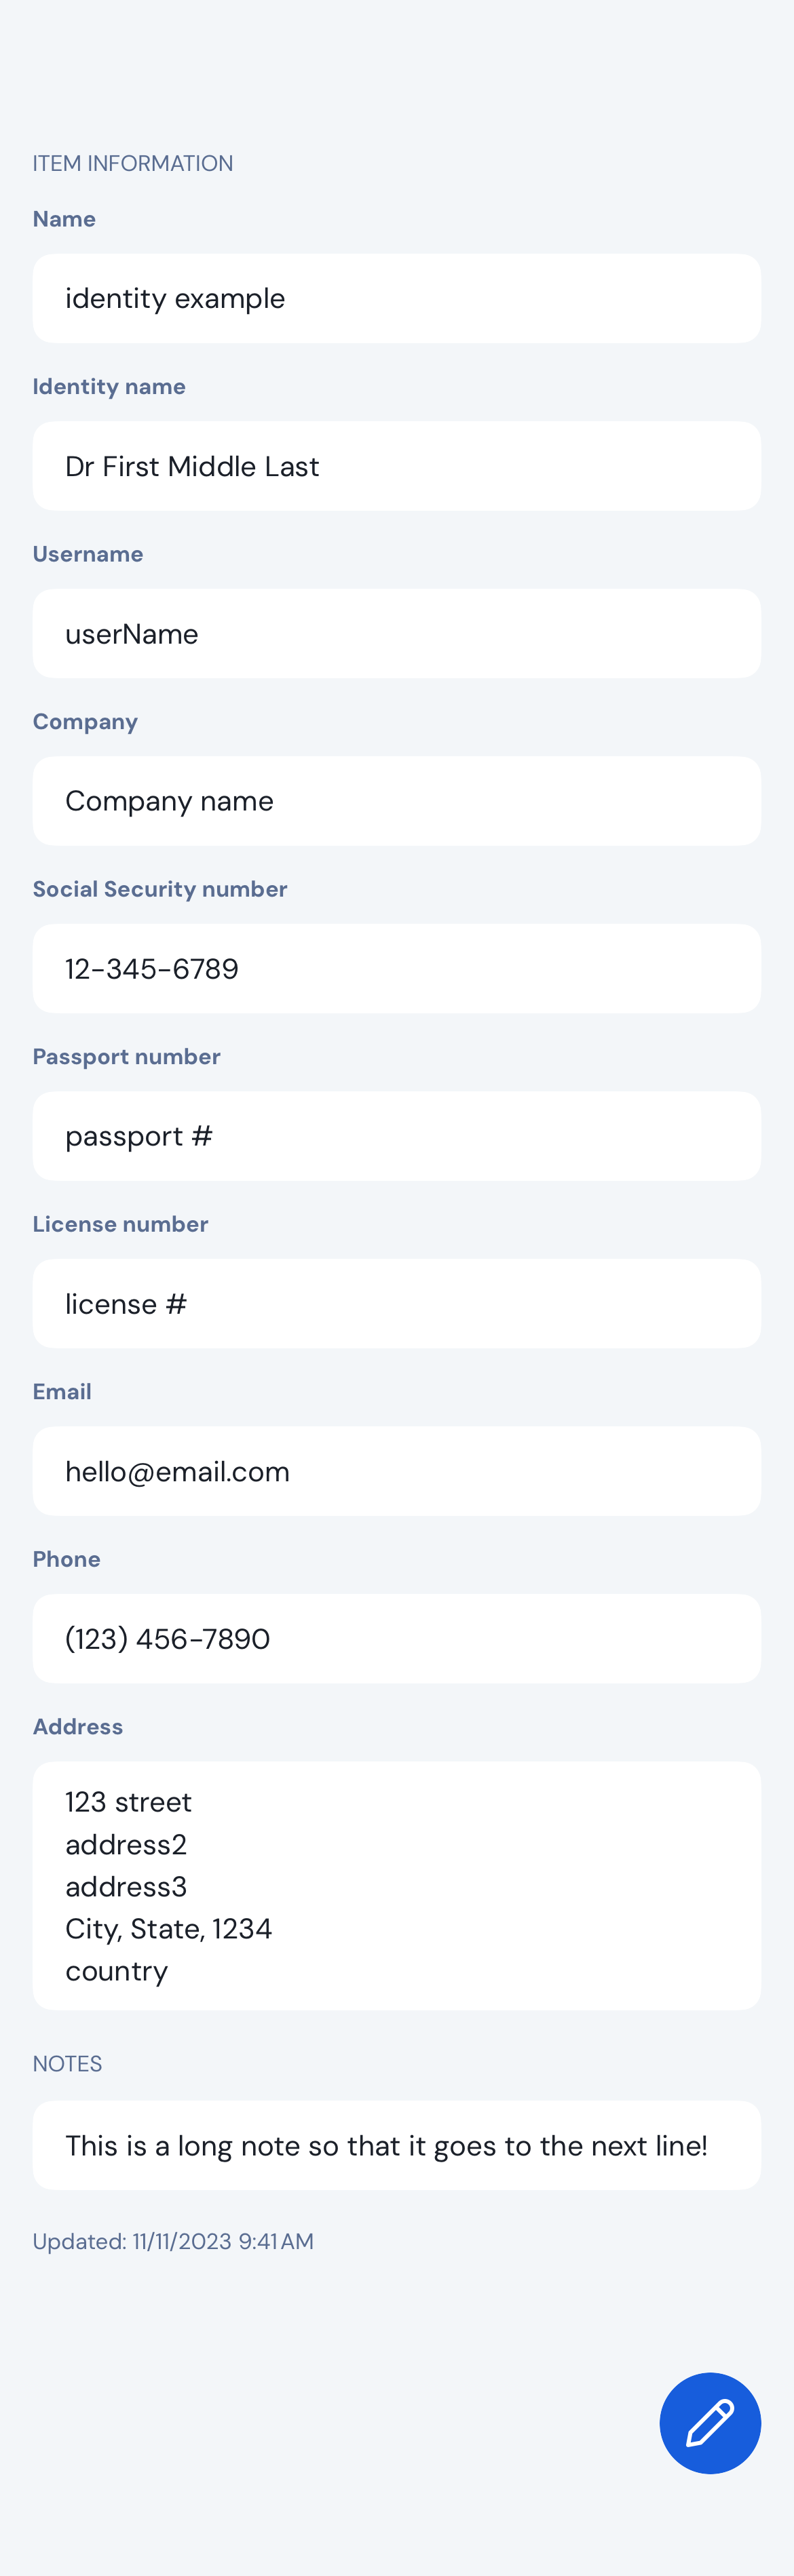 ITEM INFORMATION
Name
identity example
Identity name
Dr First Middle Last
Username
userName
Company
Company name
Social Security number
12-345-6789
Passport number
passport #
License number
license #
Email
hello@email.com
Phone
(123) 456-7890
Address
123 street
address2
address3
City, State, 1234
country
NOTES
This is a long note so that it goes to the next line!
Updated: 11/11/2023 9:41 AM